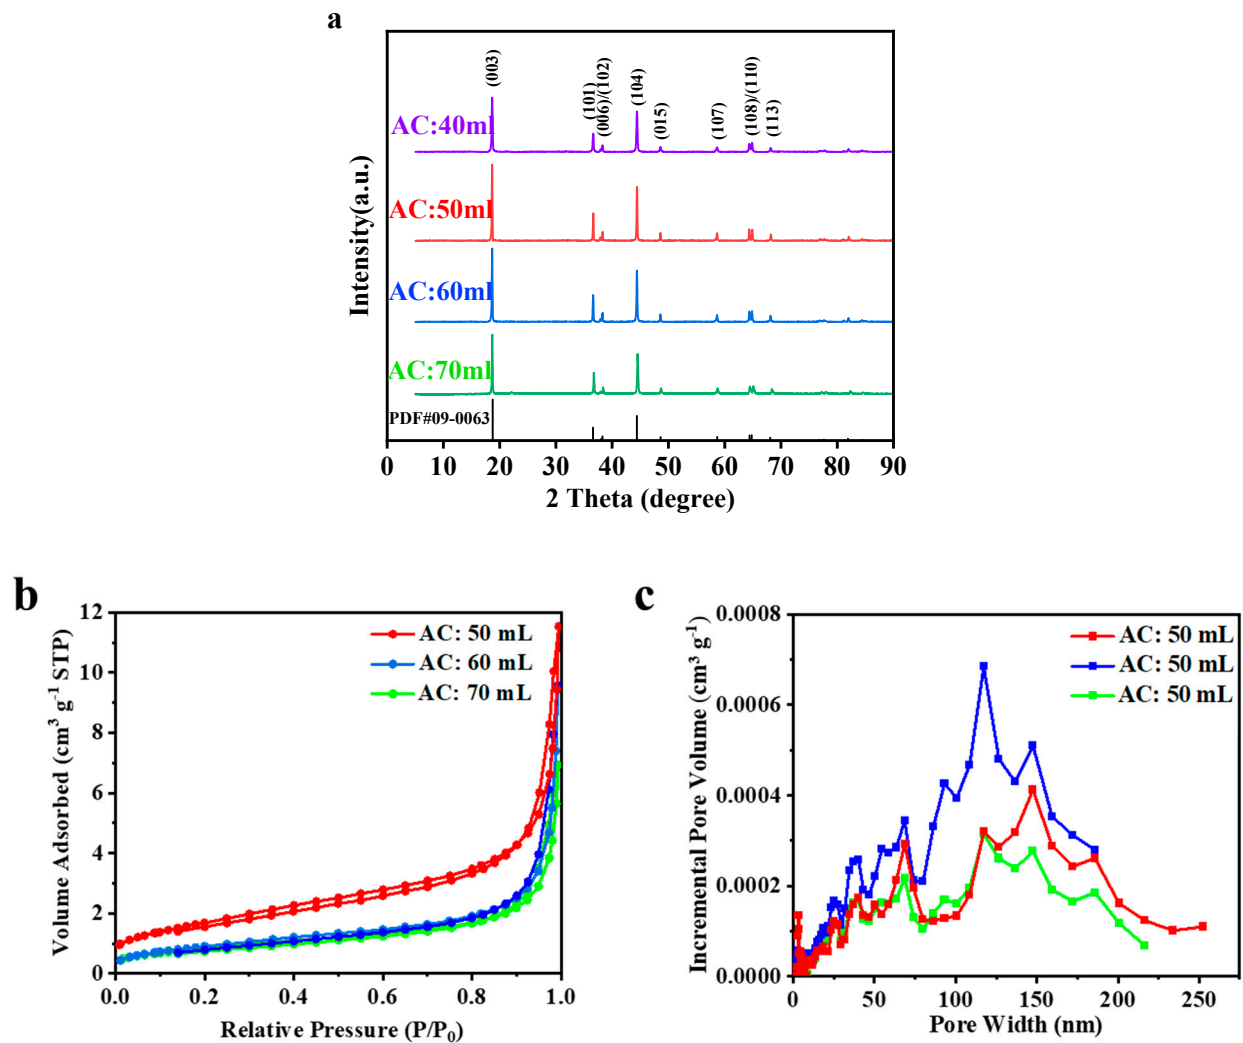 a
(003)
(101)
(006)/(102)
(104)
(015)
(107)
(108)/(110)
(113)
AC:40ml
AC:50ml
AC:60ml
AC:70ml
PDF#09-0063
Intensity(a.u.)
0 10 20 30 40 50 60 70 80 90
2 Theta (degree)
b
12
10
8
6
4
2
0
Volume Adsorbed (cm³ g⁻¹ STP)
AC: 50 mL
AC: 60 mL
AC: 70 mL
0.0 0.2 0.4 0.6 0.8 1.0
Relative Pressure (P/P₀)
c
0.0008
0.0006
0.0004
0.0002
0.0000
Incremental Pore Volume (cm³ g⁻¹)
AC: 50 mL
AC: 50 mL
AC: 50 mL
0 50 100 150 200 250
Pore Width (nm)